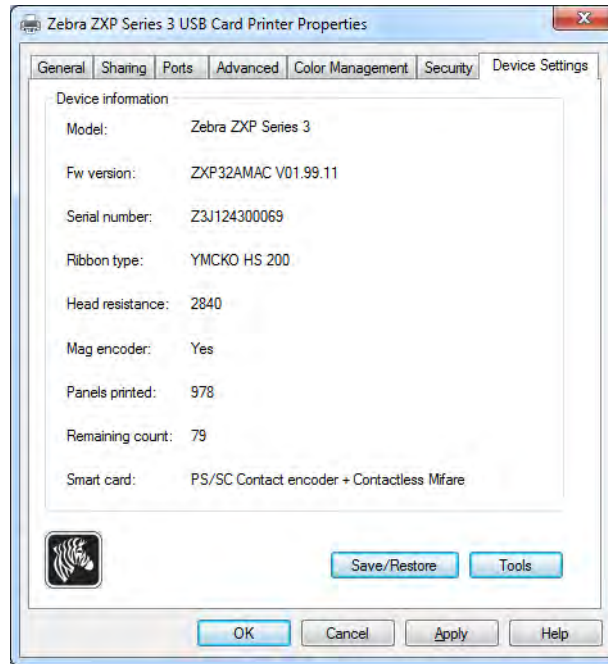 Zebra ZXP Series 3 USB Card Printer Properties
General Sharing Ports Advanced Color Management Security Device Settings
Device information
Model: Zebra ZXP Series 3
Fw version: ZXP32AMAC V01.99.11
Serial number: Z3J124300069
Ribbon type: YMCKO HS 200
Head resistance: 2840
Mag encoder: Yes
Panels printed: 978
Remaining count: 79
Smart card: PS/SC Contact encoder + Contactless Mifare
Save/Restore Tools
OK Cancel Apply Help